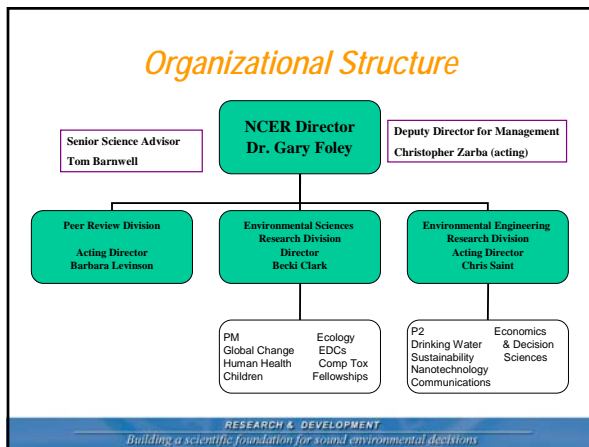 Organizational Structure
NCER Director
Dr. Gary Foley
Senior Science Advisor
Tom Barnwell
Deputy Director for Management
Christopher Zarba (acting)
Peer Review Division
Acting Director
Barbara Levinson
Environmental Sciences
Research Division
Director
Becki Clark
Environmental Engineering
Research Division
Acting Director
Chris Saint
PM Ecology
Global Change EDCs
Human Health Comp Tox
Children Fellowships
P2 Economics
Drinking Water & Decision
Sustainability Sciences
Nanotechnology
Communications
RESEARCH & DEVELOPMENT
Building a scientific foundation for sound environmental decisions